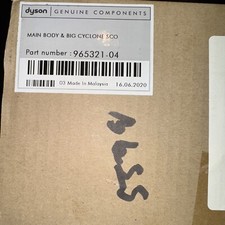 dyson | GENUINE COMPONENTS
MAIN BODY & BIG CYCLONE &CO
Part number : 965321-04
03 Made In Malaysia 16.06.2020